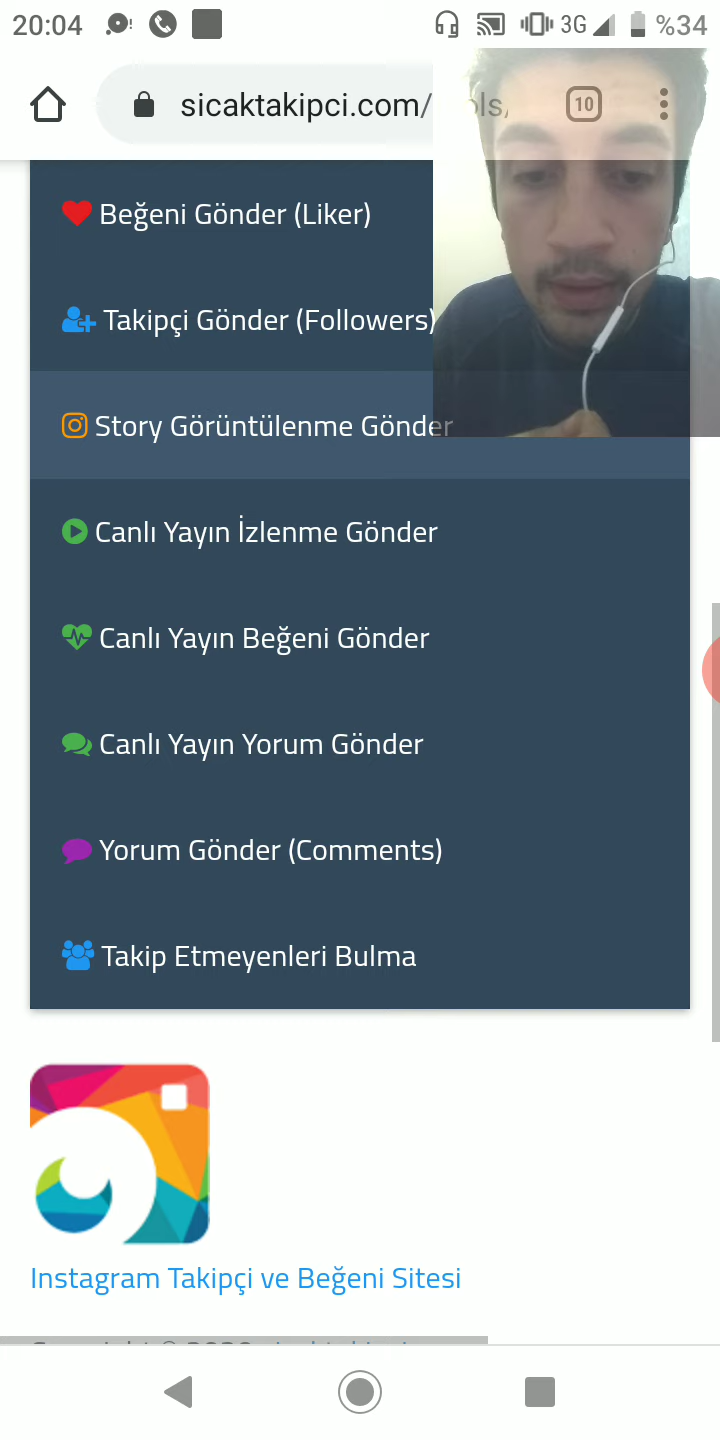 20:04 3G %34
sicaktakipci.com/ ols/ 10
Beğeni Gönder (Liker)
Takipçi Gönder (Followers)
Story Görüntülenme Gönder
Canlı Yayın İzlenme Gönder
Canlı Yayın Beğeni Gönder
Canlı Yayın Yorum Gönder
Yorum Gönder (Comments)
Takip Etmeyenleri Bulma
Instagram Takipçi ve Beğeni Sitesi